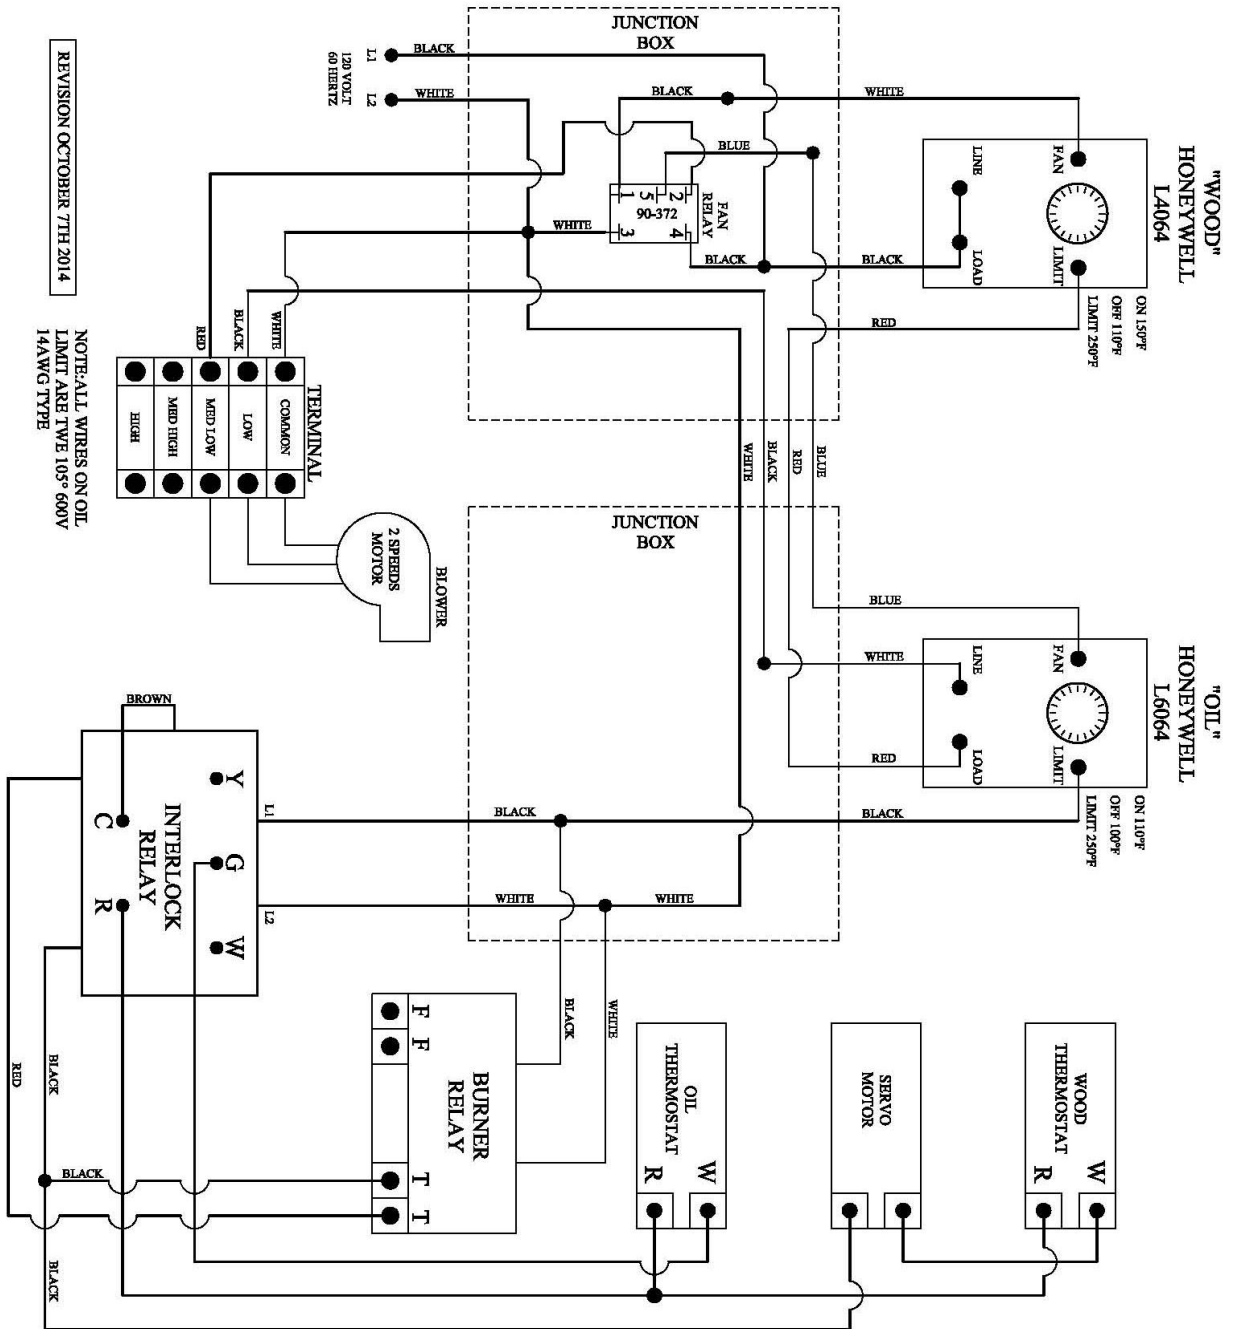 JUNCTION
BOX
L1
BLACK
L2
WHITE
120 VOLT
60 HERTZ
REVISION OCTOBER 7TH 2014
BLACK
WHITE
BLUE
"WOOD"
HONEYWELL
L4064
FAN
LINE
LOAD
LIMIT
ON 150°F
OFF 110°F
LIMIT 250°F
1
5
2
90-372
3
4
FAN
RELAY
WHITE
BLACK
BLACK
RED
RED
BLACK
WHITE
TERMINAL
COMMON
LOW
MED LOW
MED HIGH
HIGH
NOTE:ALL WIRES ON OIL
LIMIT ARE TWE 105° 600V
14AWG TYPE
WHITE
BLACK
RED
BLUE
JUNCTION
BOX
2 SPEEDS
MOTOR
BLOWER
BLUE
WHITE
RED
BLACK
"OIL"
HONEYWELL
L6064
FAN
LINE
LOAD
LIMIT
ON 110°F
OFF 100°F
LIMIT 250°F
BROWN
Y
G
W
C
R
INTERLOCK
RELAY
L1
L2
BLACK
WHITE
WHITE
BLACK
WHITE
RED
BLACK
BLACK
BLACK
F
F
T
T
BURNER
RELAY
OIL
THERMOSTAT
R
W
SERVO
MOTOR
WOOD
THERMOSTAT
R
W